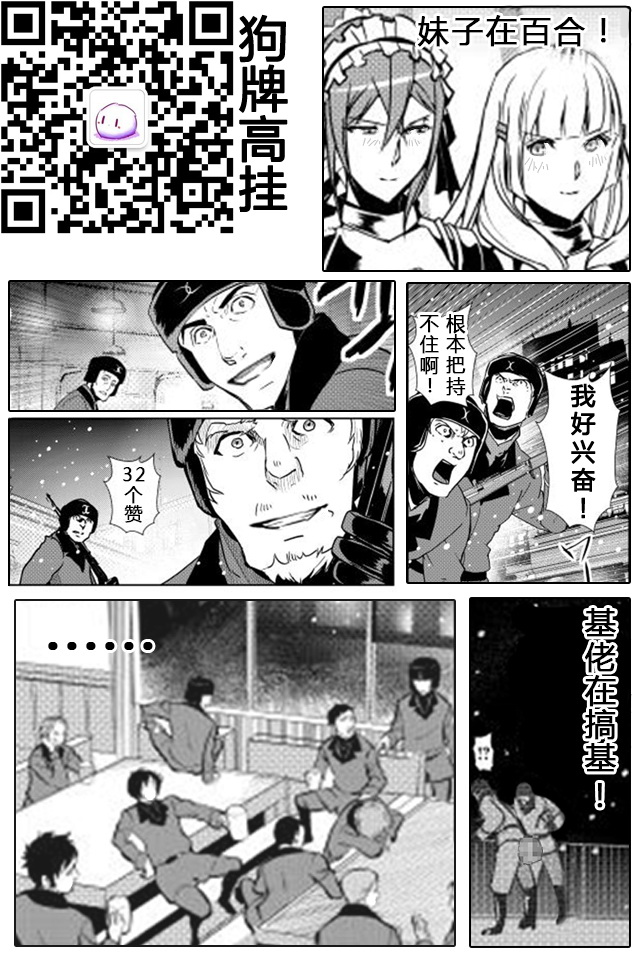 狗牌高挂
妹子在百合！
我好兴奋！
根本把持
不住啊！
32
个赞
基佬在搞基！
!?
......